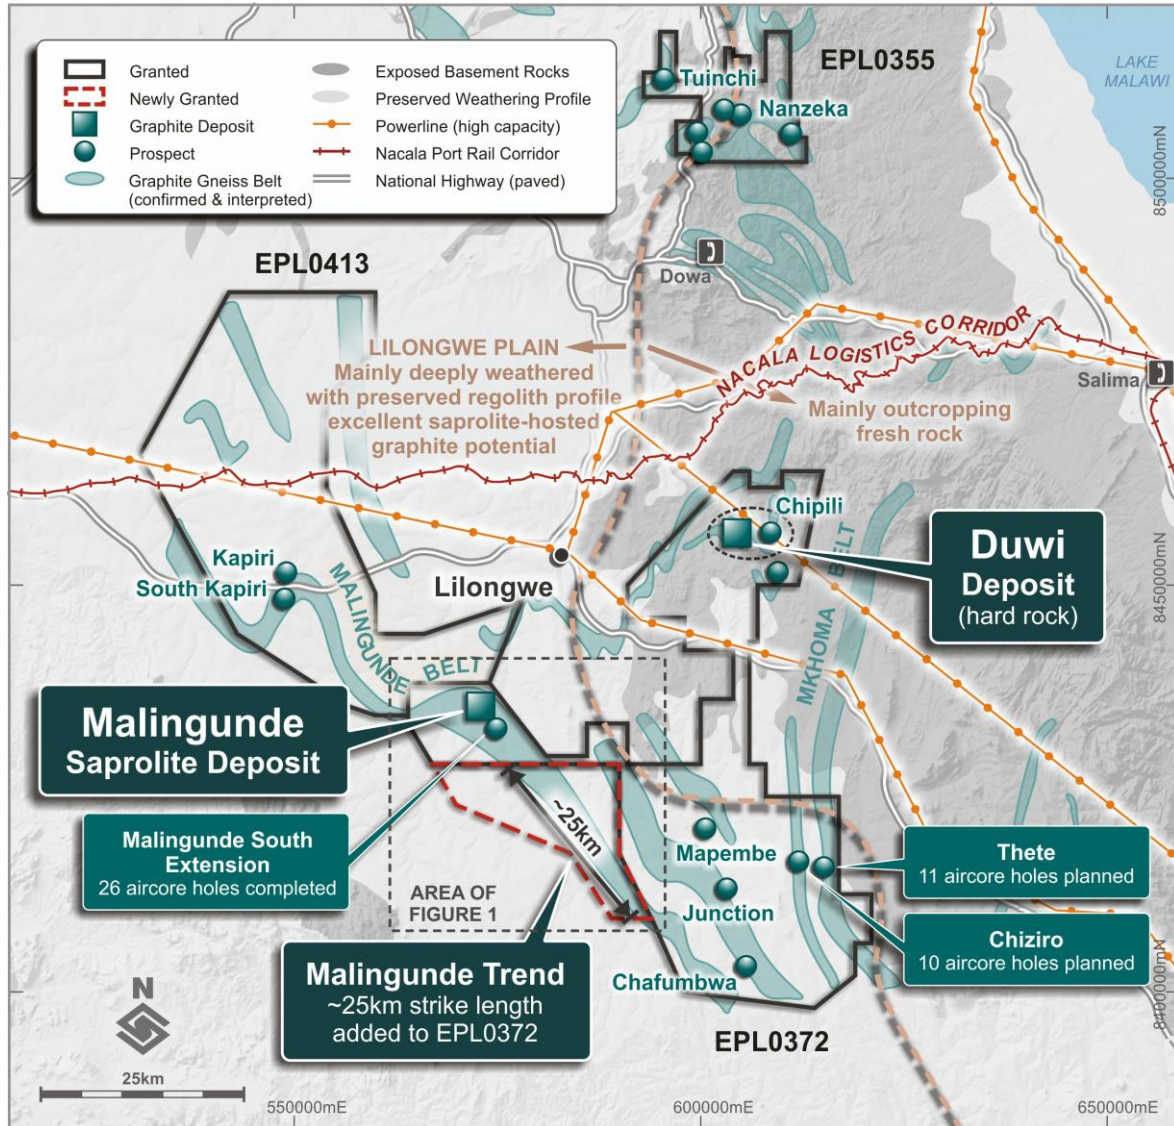 Granted
Newly Granted
Graphite Deposit
Prospect
Graphite Gneiss Belt
(confirmed & interpreted)
Exposed Basement Rocks
Preserved Weathering Profile
Powerline (high capacity)
Nacala Port Rail Corridor
National Highway (paved)
EPL0355
Tuinchi
Nanzeka
LAKE
MALAWI
8500000mN
EPL0413
Dowa
NACALA LOGISTICS CORRIDOR
Salima
LILONGWE PLAIN
Mainly deeply weathered
with preserved regolith profile
excellent saprolite-hosted
graphite potential
Mainly outcropping
fresh rock
Chipili
Duwi
Deposit
(hard rock)
8450000mN
Kapiri
South Kapiri
Lilongwe
MALINGUNDE BELT
MKHOMA BELT
Malingunde
Saprolite Deposit
Malingunde South
Extension
26 aircore holes completed
~25km
AREA OF
FIGURE 1
Mapembe
Junction
Chafumbwa
Thete
11 aircore holes planned
Chiziro
10 aircore holes planned
Malingunde Trend
~25km strike length
added to EPL0372
EPL0372
8400000mN
N
25km
550000mE
600000mE
650000mE